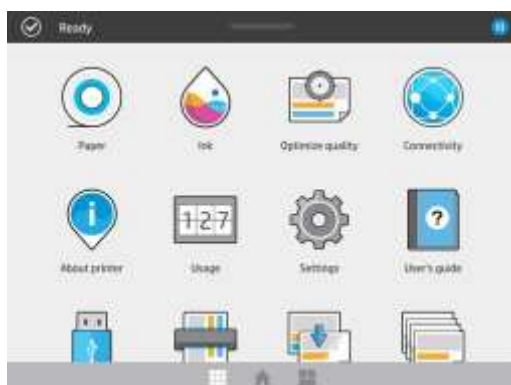 Ready
Paper
Ink
Optimize quality
Connectivity
i
About printer
127
Usage
Settings
?
User's guide